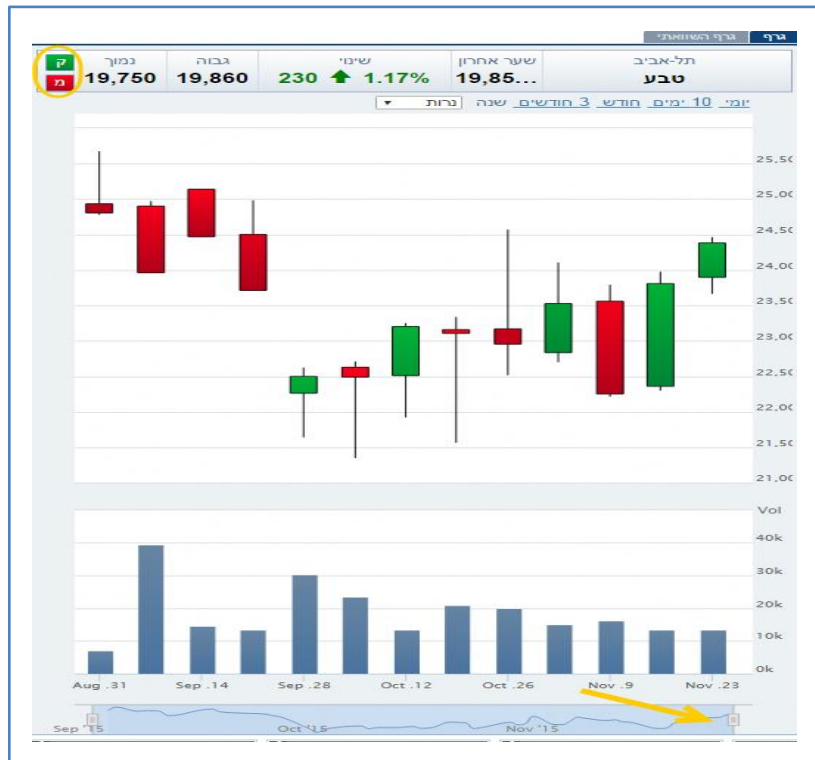 גרף גרף השוואתי
תל-אביב שער אחרון שינוי גבוה נמוך ק
טבע 19,85... 230 1.17% 19,860 19,750 מ
יומי 10 ימים חודש 3 חודשים שנה נרות
25,50
25,00
24,50
24,00
23,50
23,00
22,50
22,00
21,50
21,00
Vol
40k
30k
20k
10k
0k
Aug .31 Sep .14 Sep .28 Oct .12 Oct .26 Nov .9 Nov .23
Sep '15 Oct '15 Nov '15